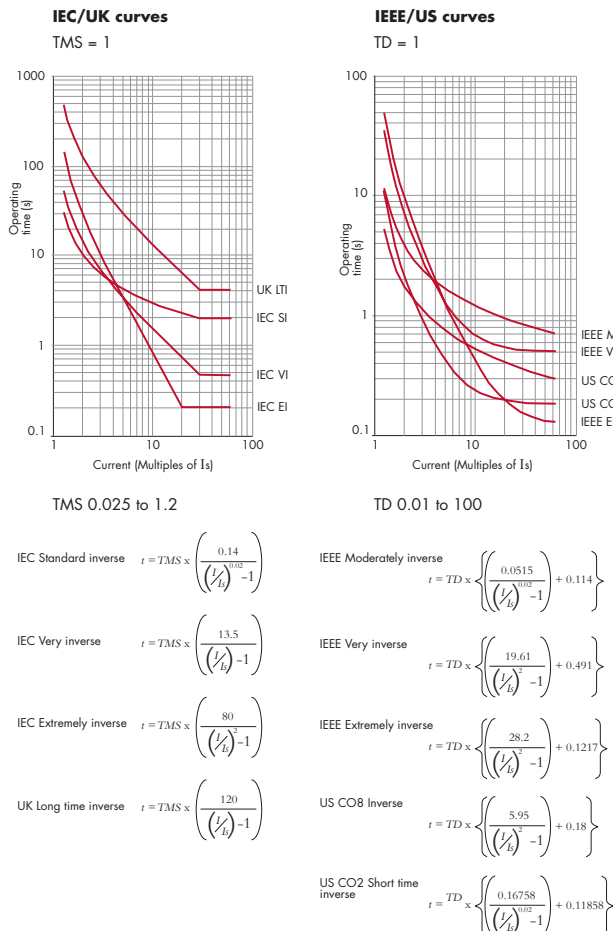 IEC/UK curves
TMS = 1
1000
100
10
1
0.1
Operating
time (s)
1
10
100
Current (Multiples of Is)
UK LTI
IEC SI
IEC VI
IEC EI
TMS 0.025 to 1.2
IEC Standard inverse t = TMS x (0.14 / ((I/Is)^0.02 –1))
IEC Very inverse t = TMS x (13.5 / ((I/Is) –1))
IEC Extremely inverse t = TMS x (80 / ((I/Is)^2 –1))
UK Long time inverse t = TMS x (120 / ((I/Is) –1))
IEEE/US curves
TD = 1
100
10
1
0.1
Operating
time (s)
1
10
100
Current (Multiples of Is)
IEEE M
IEEE V
US CO
US CO
IEEE E
TD 0.01 to 100
IEEE Moderately inverse
t = TD x {(0.0515 / ((I/Is)^0.02 –1)) + 0.114}
IEEE Very inverse
t = TD x {(19.61 / ((I/Is)^2 –1)) + 0.491}
IEEE Extremely inverse
t = TD x {(28.2 / ((I/Is)^2 –1)) + 0.1217}
US CO8 Inverse
t = TD x {(5.95 / ((I/Is)^2 –1)) + 0.18}
US CO2 Short time
inverse
t = TD x {(0.16758 / ((I/Is)^0.02 –1)) + 0.11858}